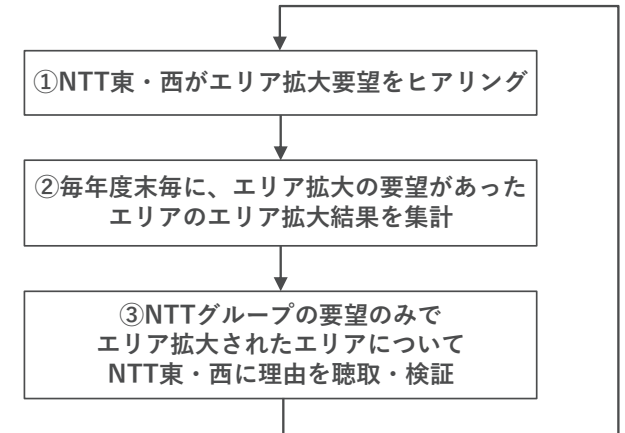 ①NTT東・西がエリア拡大要望をヒアリング
②毎年度末毎に、エリア拡大の要望があった
エリアのエリア拡大結果を集計
③NTTグループの要望のみで
エリア拡大されたエリアについて
NTT東・西に理由を聴取・検証